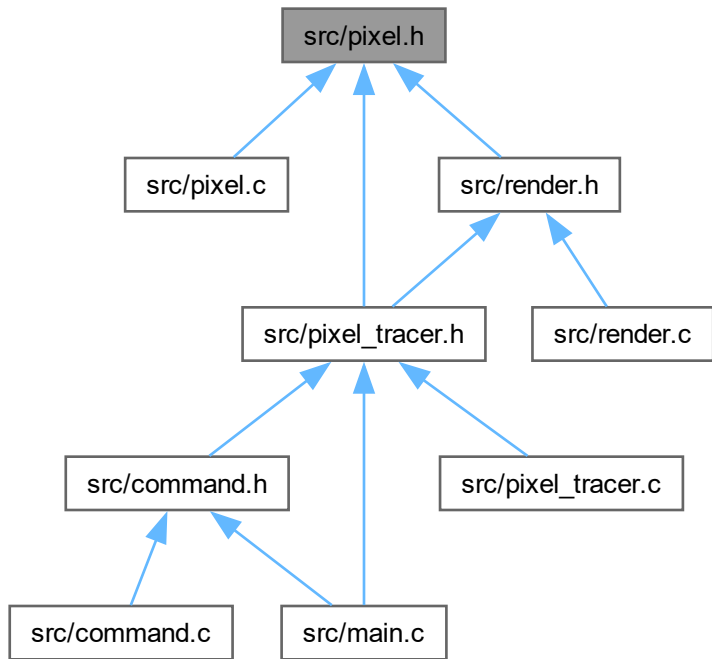 src/pixel.h
src/pixel.c
src/render.h
src/pixel_tracer.h
src/render.c
src/command.h
src/pixel_tracer.c
src/command.c
src/main.c